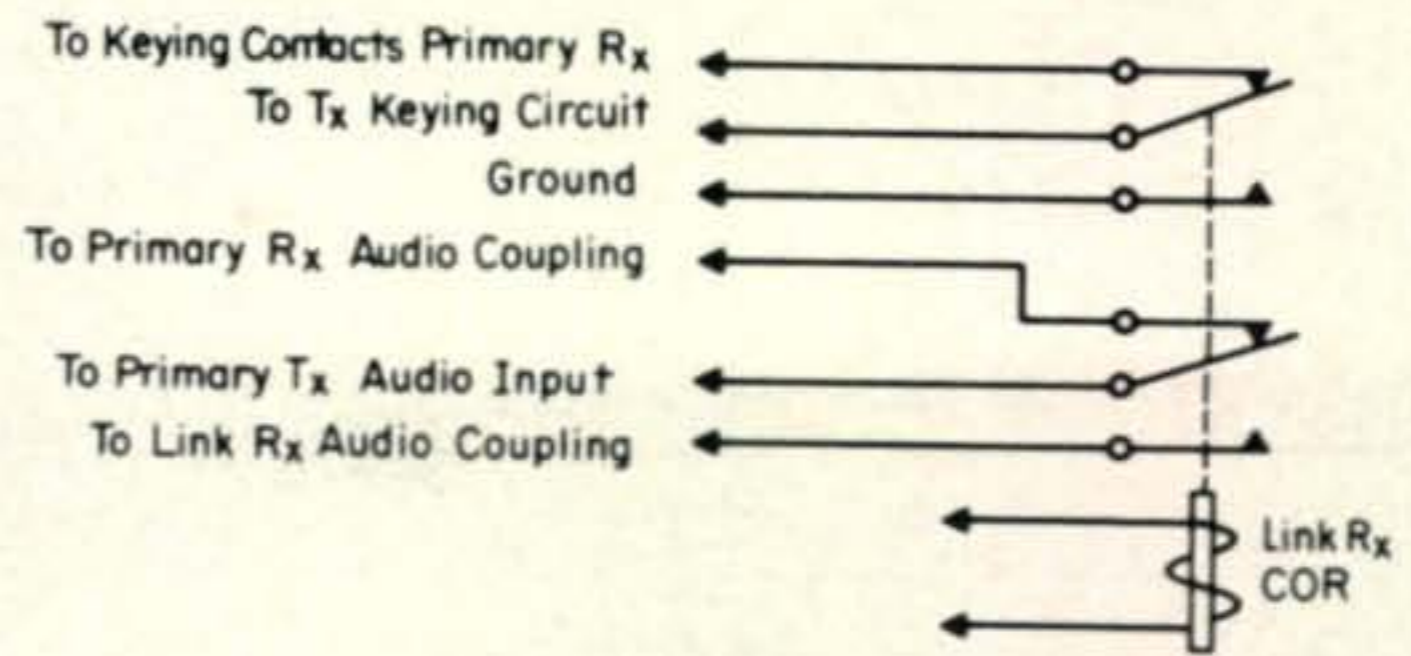 To Keying Contacts Primary Rx
To Tx Keying Circuit
Ground
To Primary Rx Audio Coupling
To Primary Tx Audio Input
To Link Rx Audio Coupling
Link Rx
COR